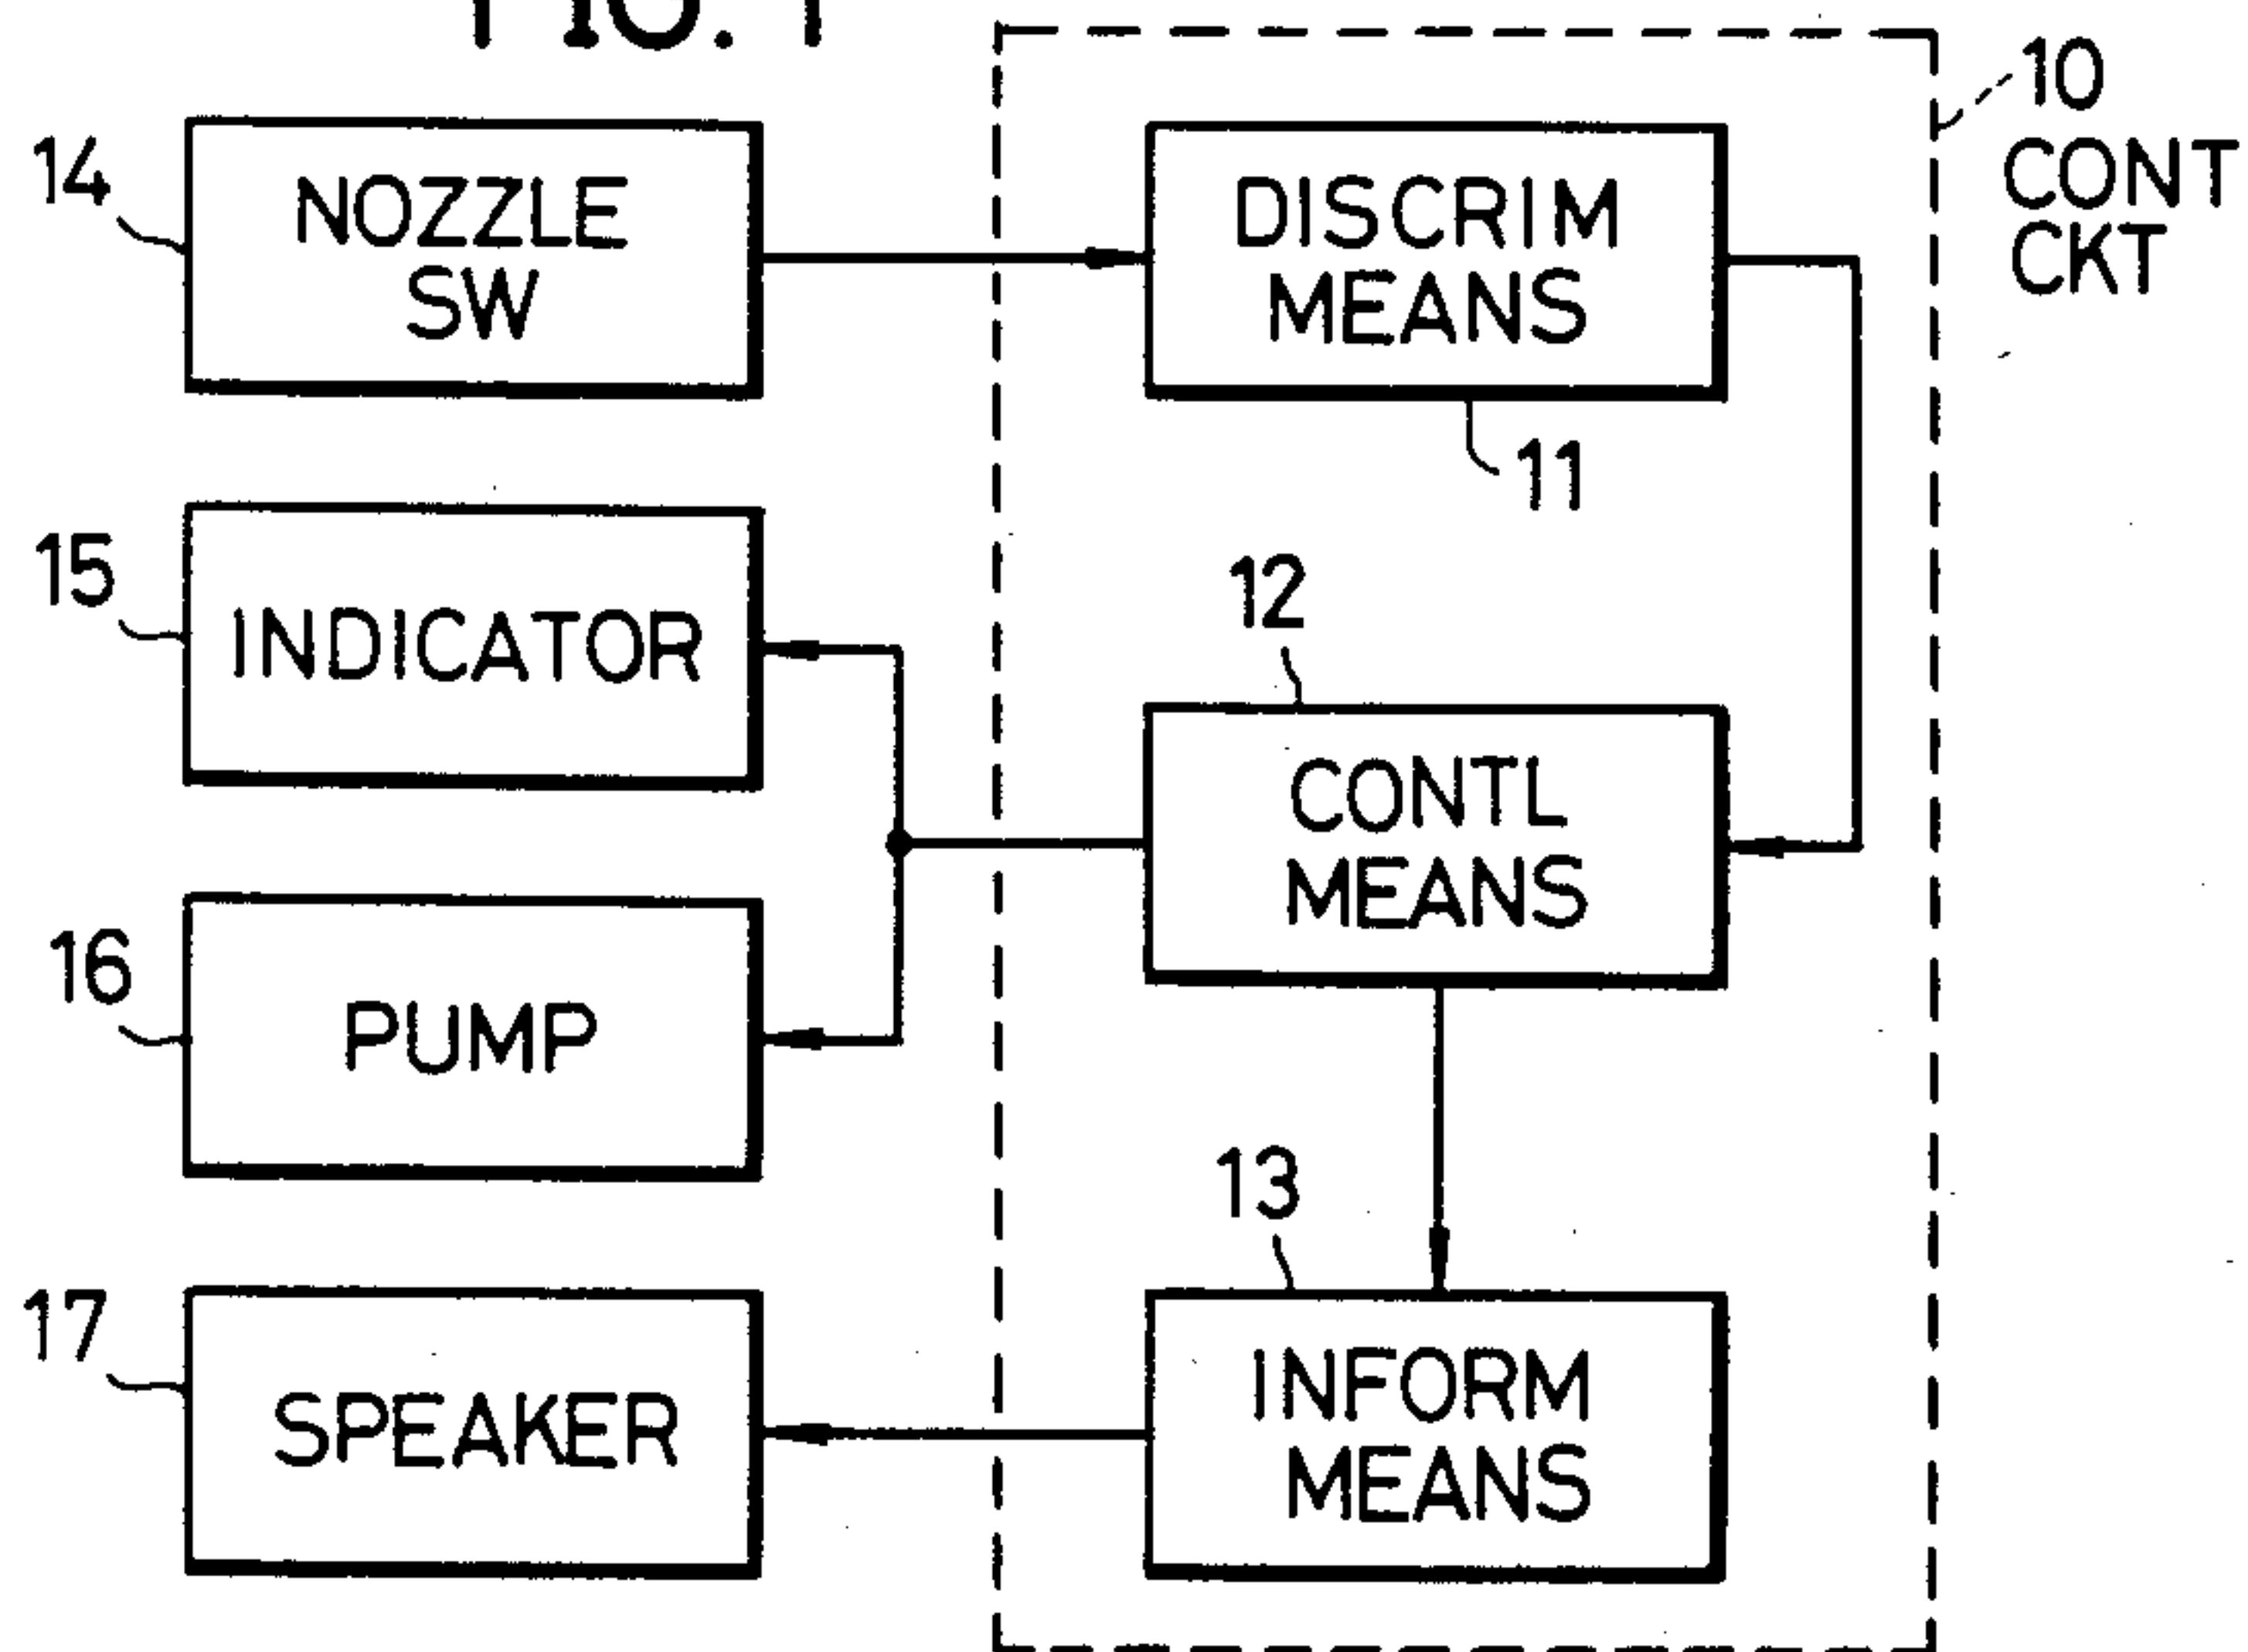 FIG. 1
10
CONT
CKT
14
NOZZLE
SW
DISCRIM
MEANS
11
15
INDICATOR
12
CONTL
MEANS
16
PUMP
13
17
SPEAKER
INFORM
MEANS